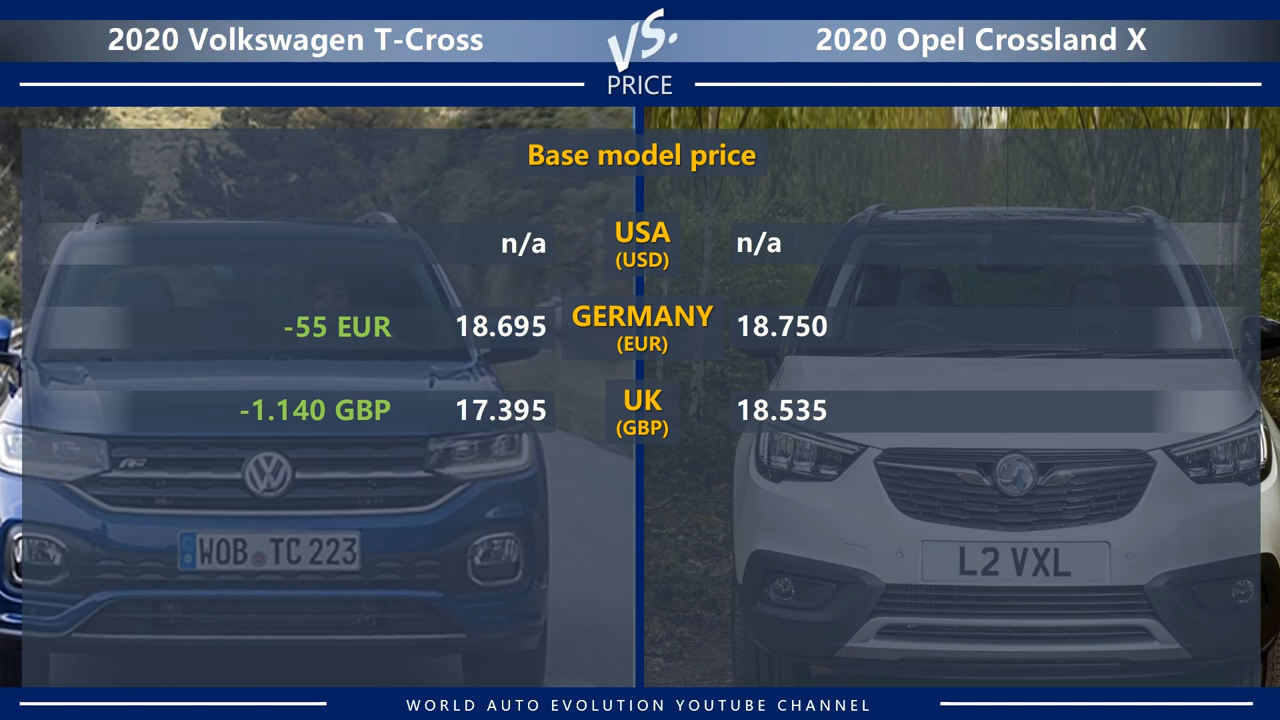 2020 Volkswagen T-Cross VS. 2020 Opel Crossland X
PRICE
Base model price
n/a USA n/a
(USD)
-55 EUR 18.695 GERMANY 18.750
(EUR)
-1.140 GBP 17.395 UK 18.535
(GBP)
R
WOB TC 223
L2 VXL
WORLD AUTO EVOLUTION YOUTUBE CHANNEL